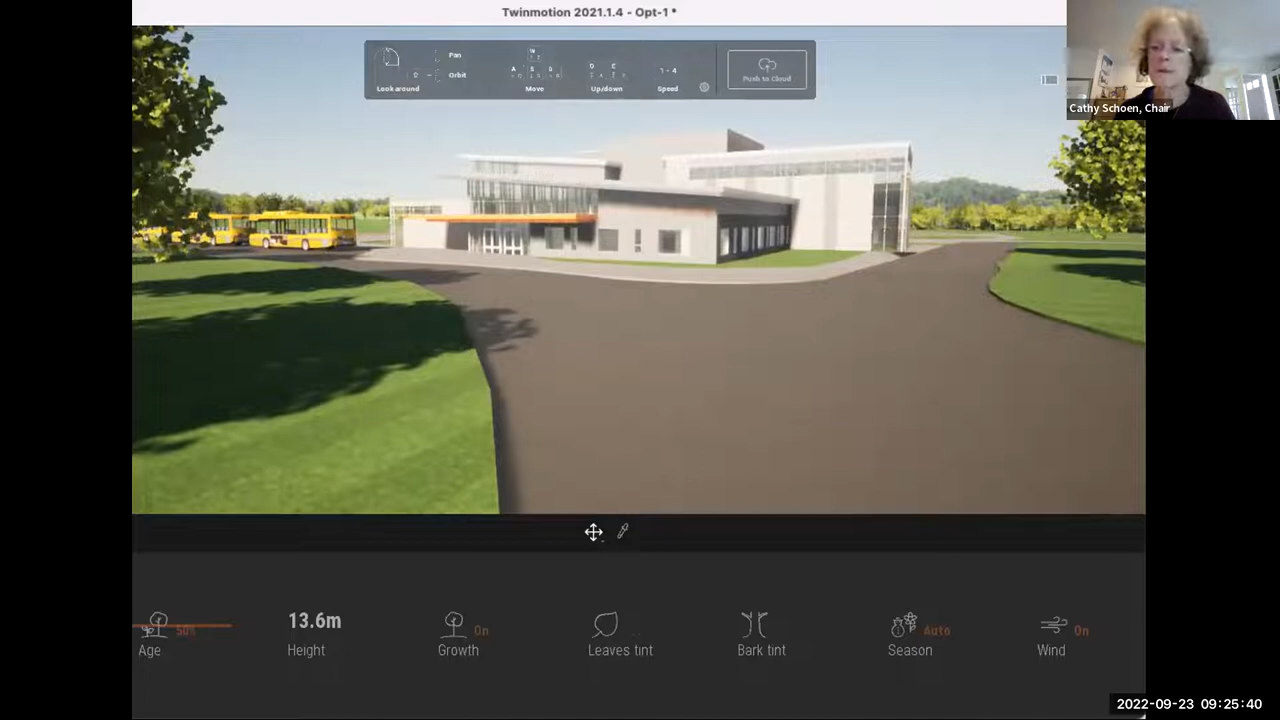 Twinmotion 2021.1.4 - Opt-1 •
Pan
Orbit
Look around
W
A S D
Move
Up/down
1 - 4
Speed
Push to Cloud
Cathy Schoen, Chair
50%
Age
13.6m
Height
On
Growth
Leaves tint
Bark tint
Auto
Season
On
Wind
2022-09-23 09:25:40